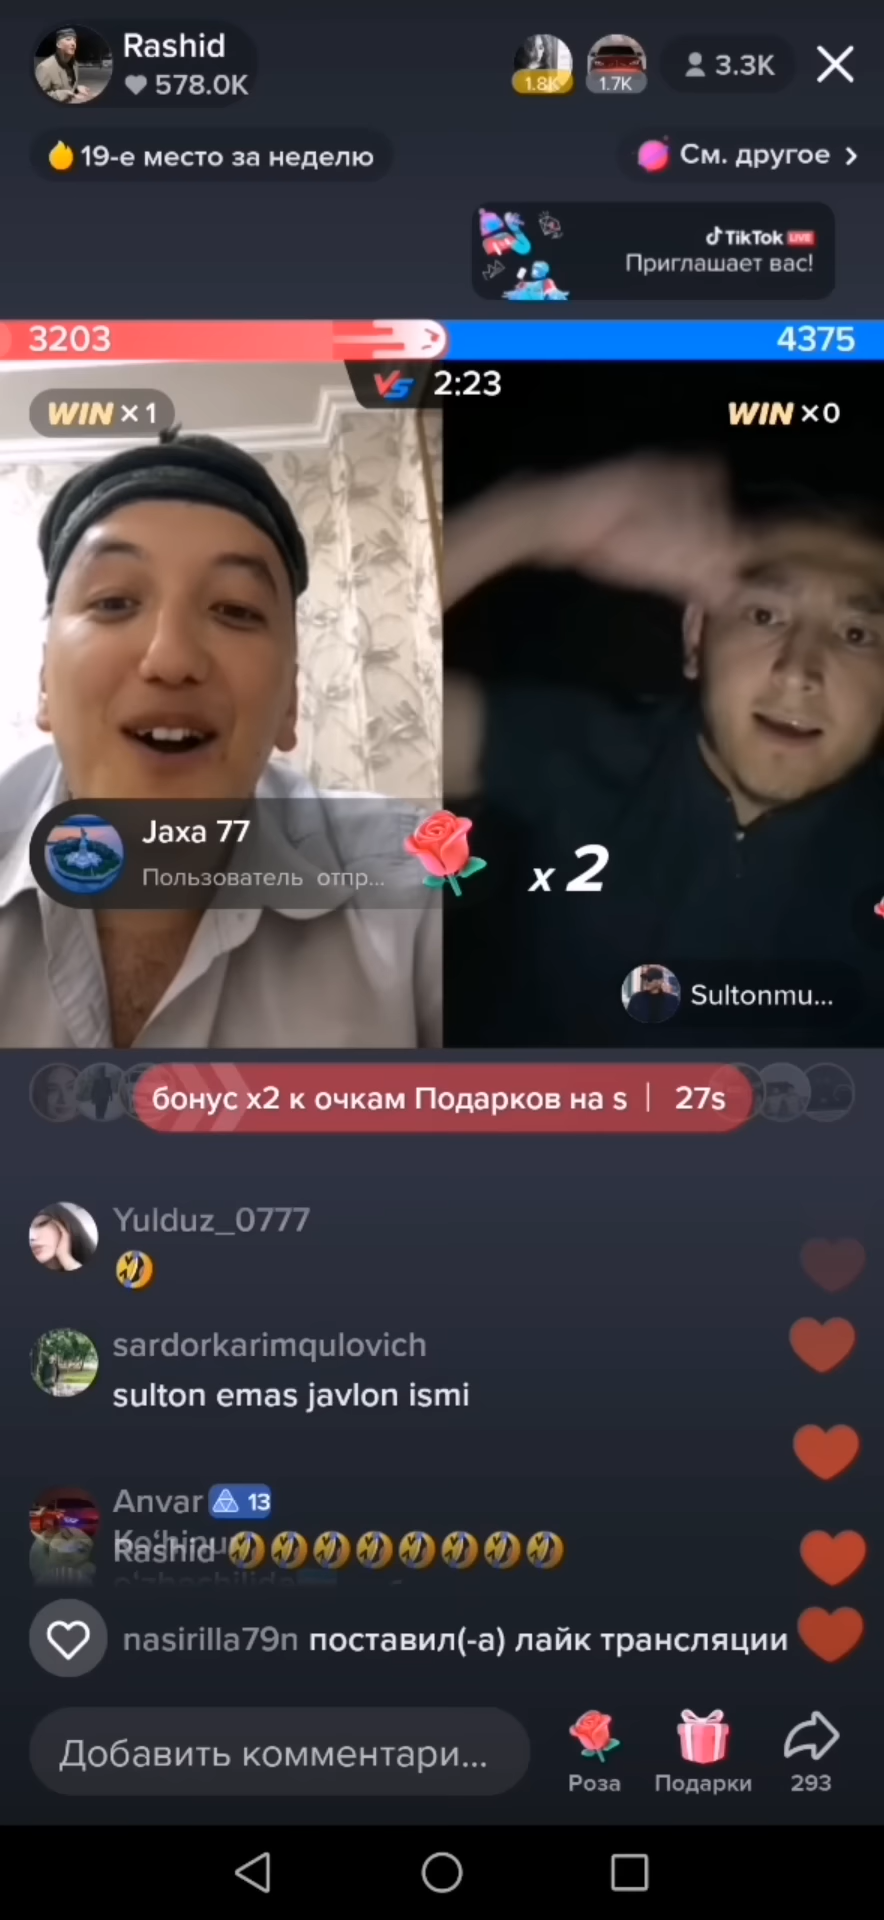 Rashid
578.0K
1.8K
1.7K
3.3K
19-е место за неделю
См. другое
TikTok LIVE
Приглашает вас!
3203
4375
VS 2:23
WIN × 1
WIN ×0
Jaxa 77
Пользователь отпр...
x 2
Sultonmu...
бонус x2 к очкам Подарков на s | 27s
Yulduz_0777
sardorkarimqulovich
sulton emas javlon ismi
Anvar 13
Rashid
nasirilla79n поставил(-а) лайк трансляции
Добавить комментари...
Роза
Подарки
293